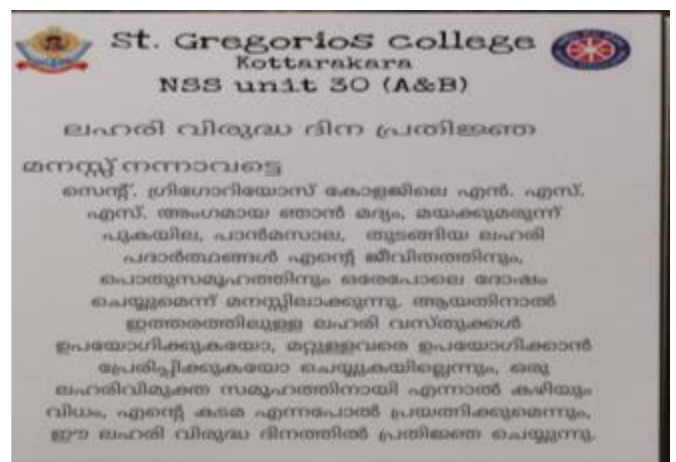 St. Gregorios College
Kottarakara
NSS unit 30 (A&B)
ലഹരി വിരുദ്ധ ദിന പ്രതിജ്ഞ
മനസ്സ് നന്നാവട്ടെ
സെന്റ്. ഗ്രിഗോറിയോസ് കോളജിലെ എൻ. എസ്.
എസ്. അംഗമായ ഞാൻ മദ്യം, മയക്കുമരുന്ന്
പുകയില, പാൻമസാല, തുടങ്ങിയ ലഹരി
പദാർത്ഥങ്ങൾ എന്റെ ജീവിതത്തിനും,
പൊതുസമൂഹത്തിനും ഒരേപോലെ ദോഷം
ചെയ്യുമെന്ന് മനസ്സിലാക്കുന്നു. ആയതിനാൽ
ഇത്തരത്തിലുള്ള ലഹരി വസ്തുക്കൾ
ഉപയോഗിക്കുകയോ, മറ്റുള്ളവരെ ഉപയോഗിക്കാൻ
പ്രേരിപ്പിക്കുകയോ ചെയ്യുകയില്ലെന്നും, ഒരു
ലഹരിവിമുക്ത സമൂഹത്തിനായി എന്നാൽ കഴിയും
വിധം, എന്റെ കടമ എന്നപോൽ പ്രയത്നിക്കുമെന്നും,
ഈ ലഹരി വിരുദ്ധ ദിനത്തിൽ പ്രതിജ്ഞ ചെയ്യുന്നു.